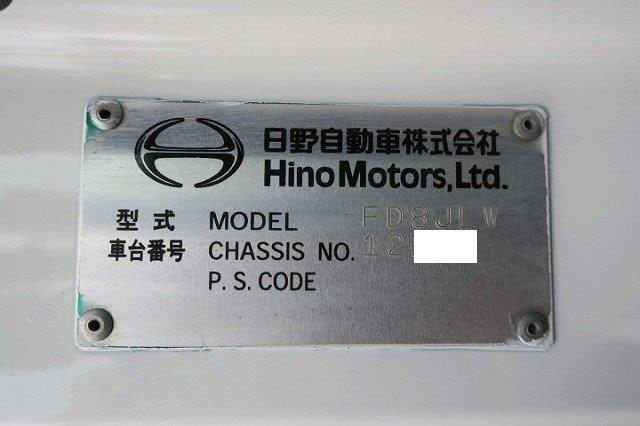 日野自動車株式会社
Hino Motors, Ltd.
型式 MODEL FD8JLW
車台番号 CHASSIS NO. 12
P. S. CODE